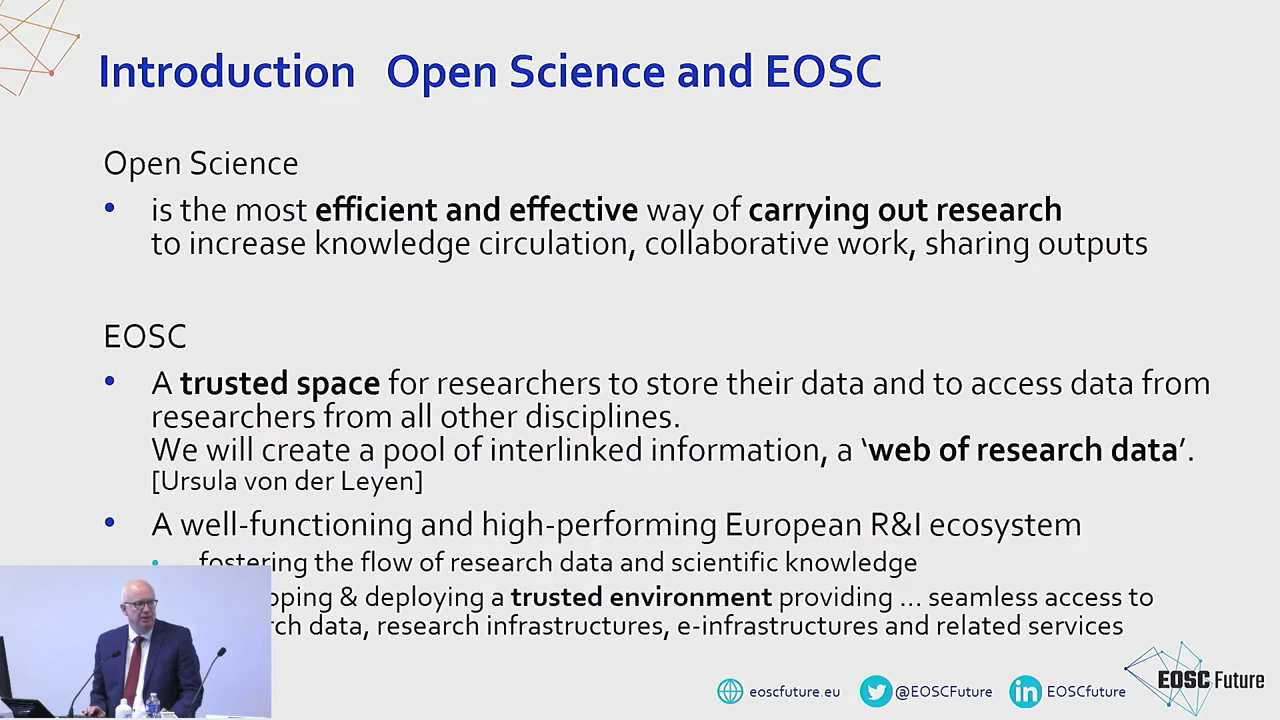 Introduction Open Science and EOSC
Open Science
• is the most efficient and effective way of carrying out research
to increase knowledge circulation, collaborative work, sharing outputs
EOSC
• A trusted space for researchers to store their data and to access data from
researchers from all other disciplines.
We will create a pool of interlinked information, a ‘web of research data’.
[Ursula von der Leyen]
• A well-functioning and high-performing European R&I ecosystem
• fostering the flow of research data and scientific knowledge
& deploying a trusted environment providing ... seamless access to
data, research infrastructures, e-infrastructures and related services
eoscfuture.eu @EOSCFuture EOSCfuture
EOSC Future